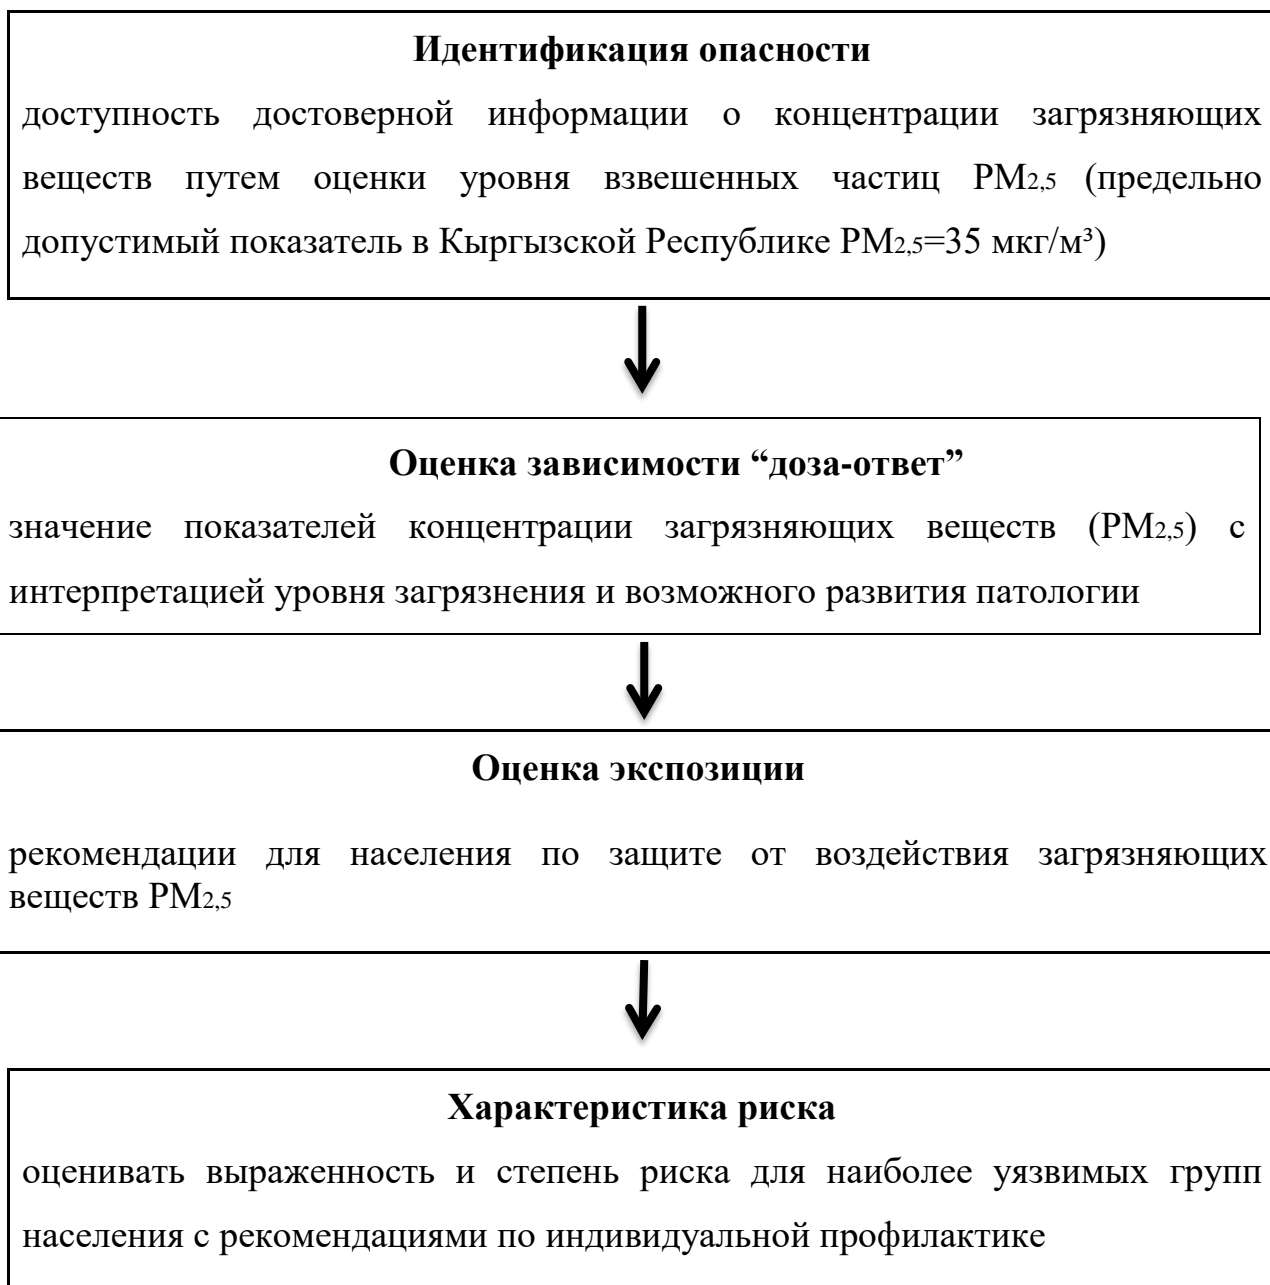 Идентификация опасности
доступность достоверной информации о концентрации загрязняющих
веществ путем оценки уровня взвешенных частиц PM2,5 (предельно
допустимый показатель в Кыргызской Республике PM2,5=35 мкг/м³)
Оценка зависимости “доза-ответ”
значение показателей концентрации загрязняющих веществ (PM2,5) с
интерпретацией уровня загрязнения и возможного развития патологии
Оценка экспозиции
рекомендации для населения по защите от воздействия загрязняющих
веществ PM2,5
Характеристика риска
оценивать выраженность и степень риска для наиболее уязвимых групп
населения с рекомендациями по индивидуальной профилактике